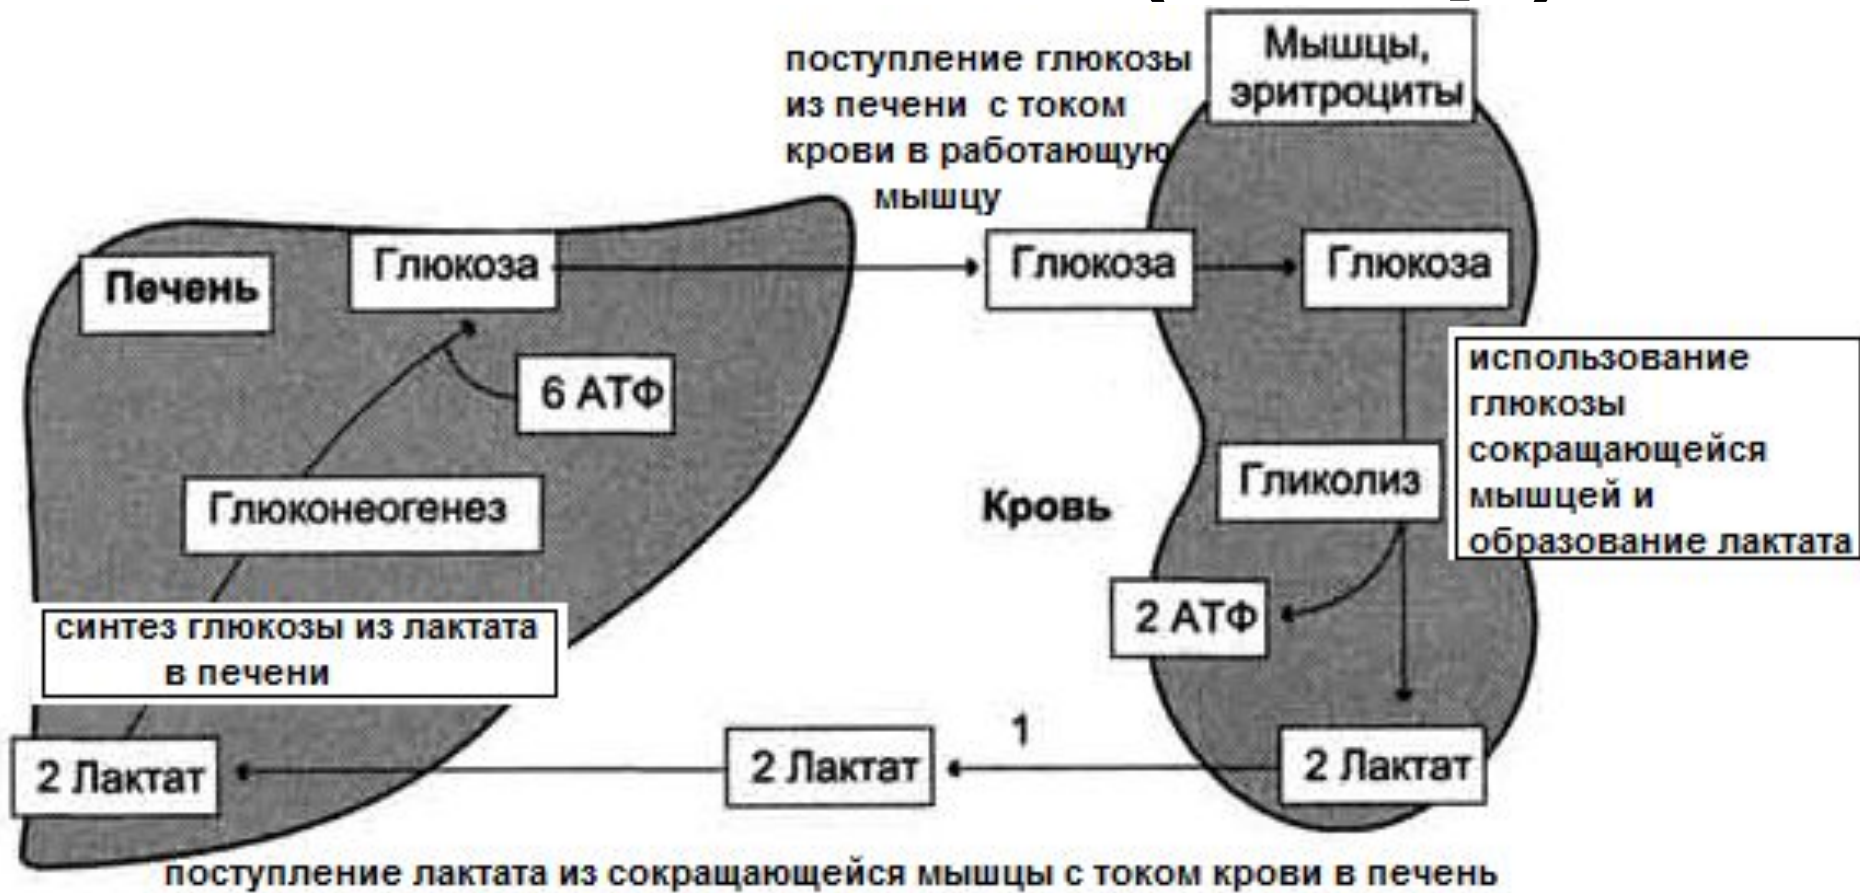 поступление глюкозы
из печени с током
крови в работающую
мышцу
Мышцы,
эритроциты
Печень
Глюкоза
Глюкоза
Глюкоза
6 АТФ
использование
глюкозы
сокращающейся
мышцей и
образование лактата
Глюконеогенез
Кровь
Гликолиз
2 АТФ
синтез глюкозы из лактата
в печени
2 Лактат
2 Лактат
1
2 Лактат
поступление лактата из сокращающейся мышцы с током крови в печень